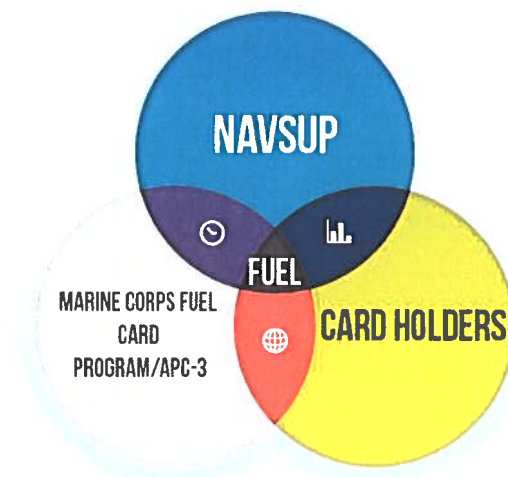 NAVSUP
FUEL
MARINE CORPS FUEL
CARD
PROGRAM/APC-3
CARD HOLDERS